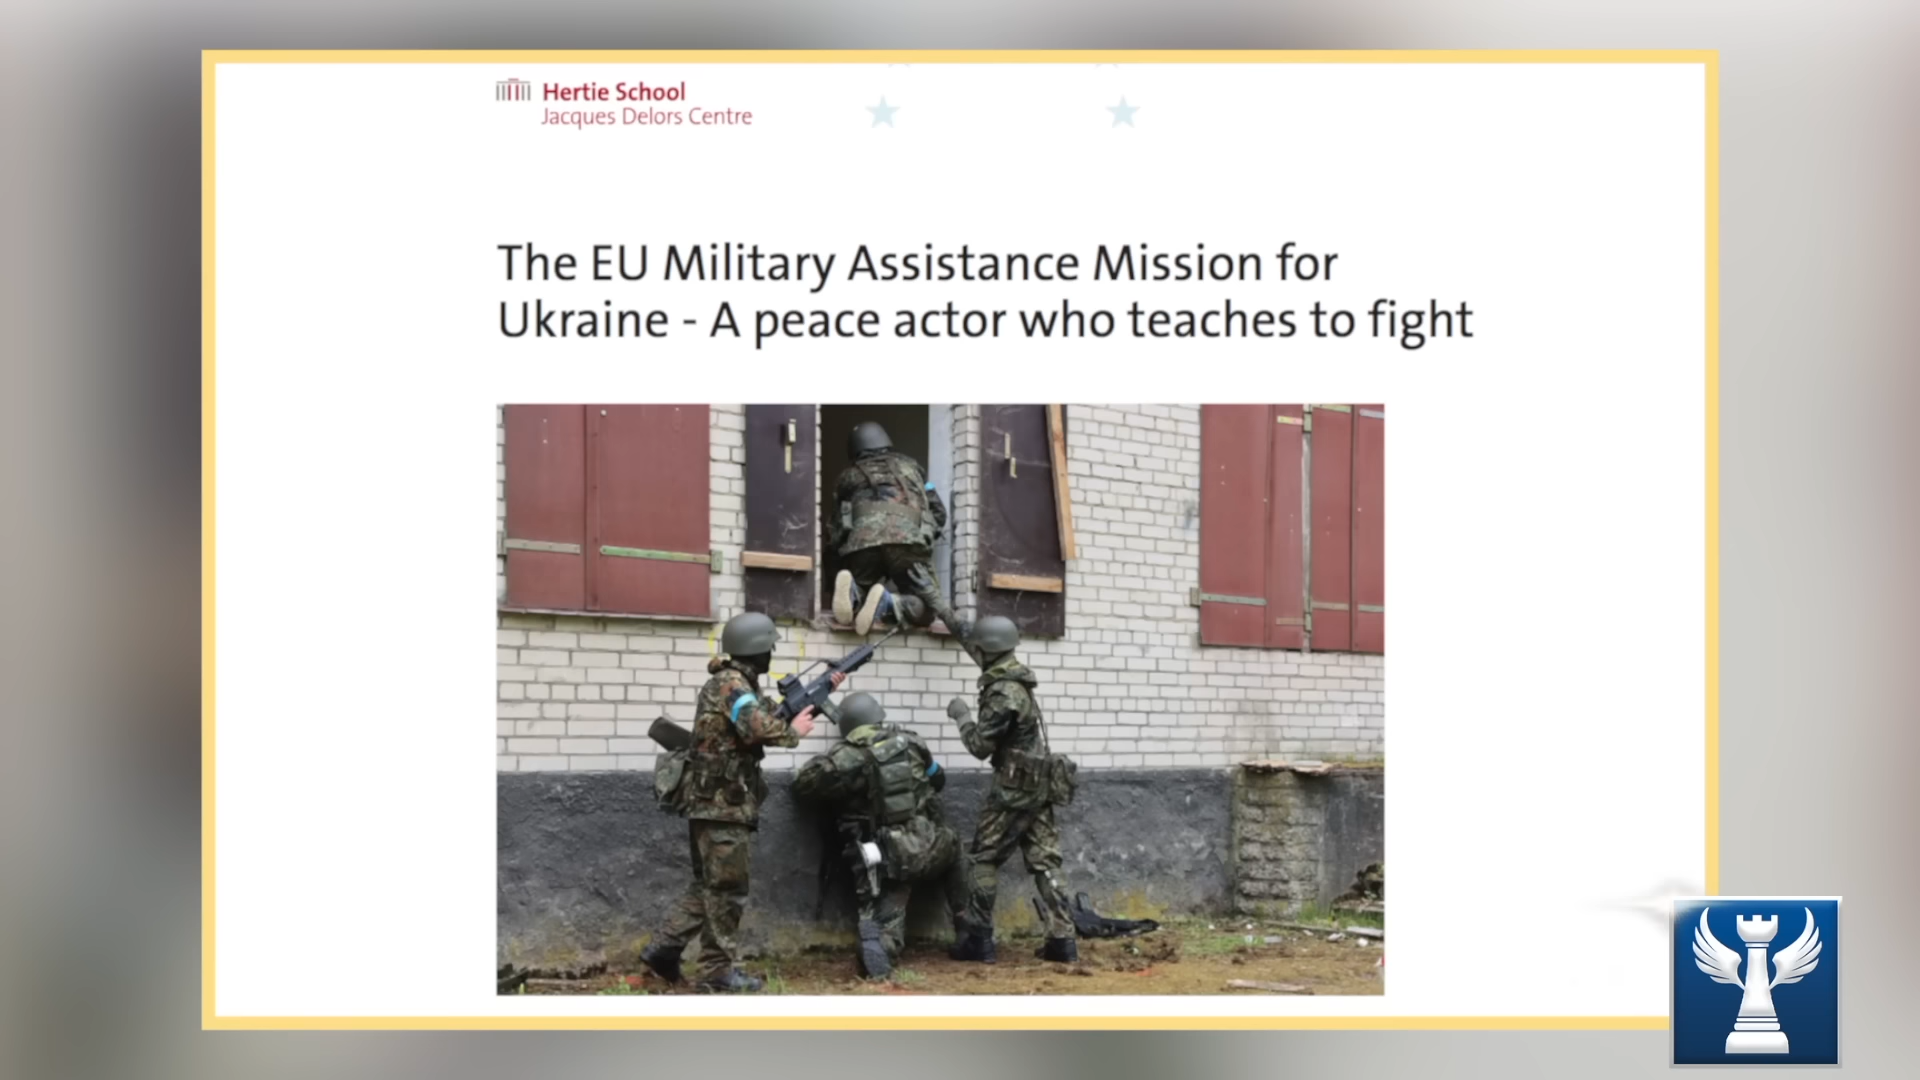 Hertie School
Jacques Delors Centre
The EU Military Assistance Mission for
Ukraine - A peace actor who teaches to fight